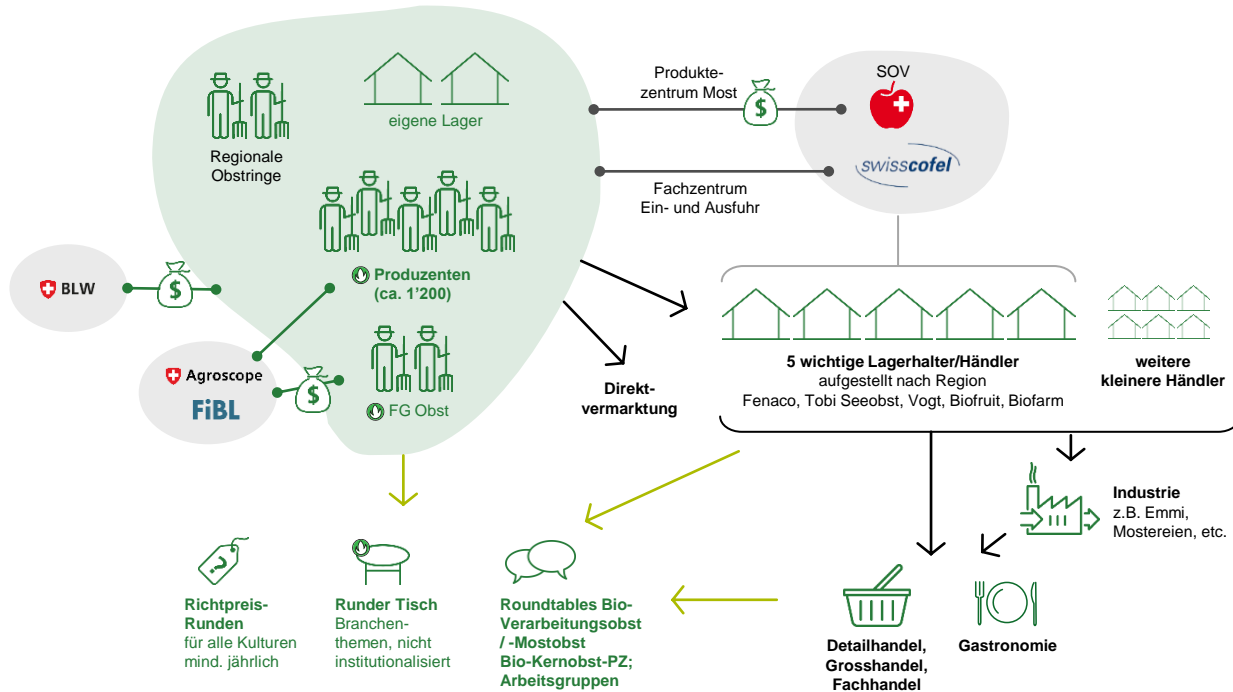 Regionale
Obstringe
eigene Lager
Produkte-
zentrum Most
$
SOV
swisscofel
Fachzentrum
Ein- und Ausfuhr
Produzenten
(ca. 1’200)
BLW
$
Agroscope
FiBL
$
FG Obst
Direkt-
vermarktung
5 wichtige Lagerhalter/Händler
aufgestellt nach Region
Fenaco, Tobi Seeobst, Vogt, Biofruit, Biofarm
weitere
kleinere Händler
Industrie
z.B. Emmi,
Mostereien, etc.
?
Richtpreis-
Runden
für alle Kulturen
mind. jährlich
Runder Tisch
Branchen-
themen, nicht
institutionalisiert
Roundtables Bio-
Verarbeitungsobst
/ -Mostobst
Bio-Kernobst-PZ;
Arbeitsgruppen
Detailhandel,
Grosshandel,
Fachhandel
Gastronomie